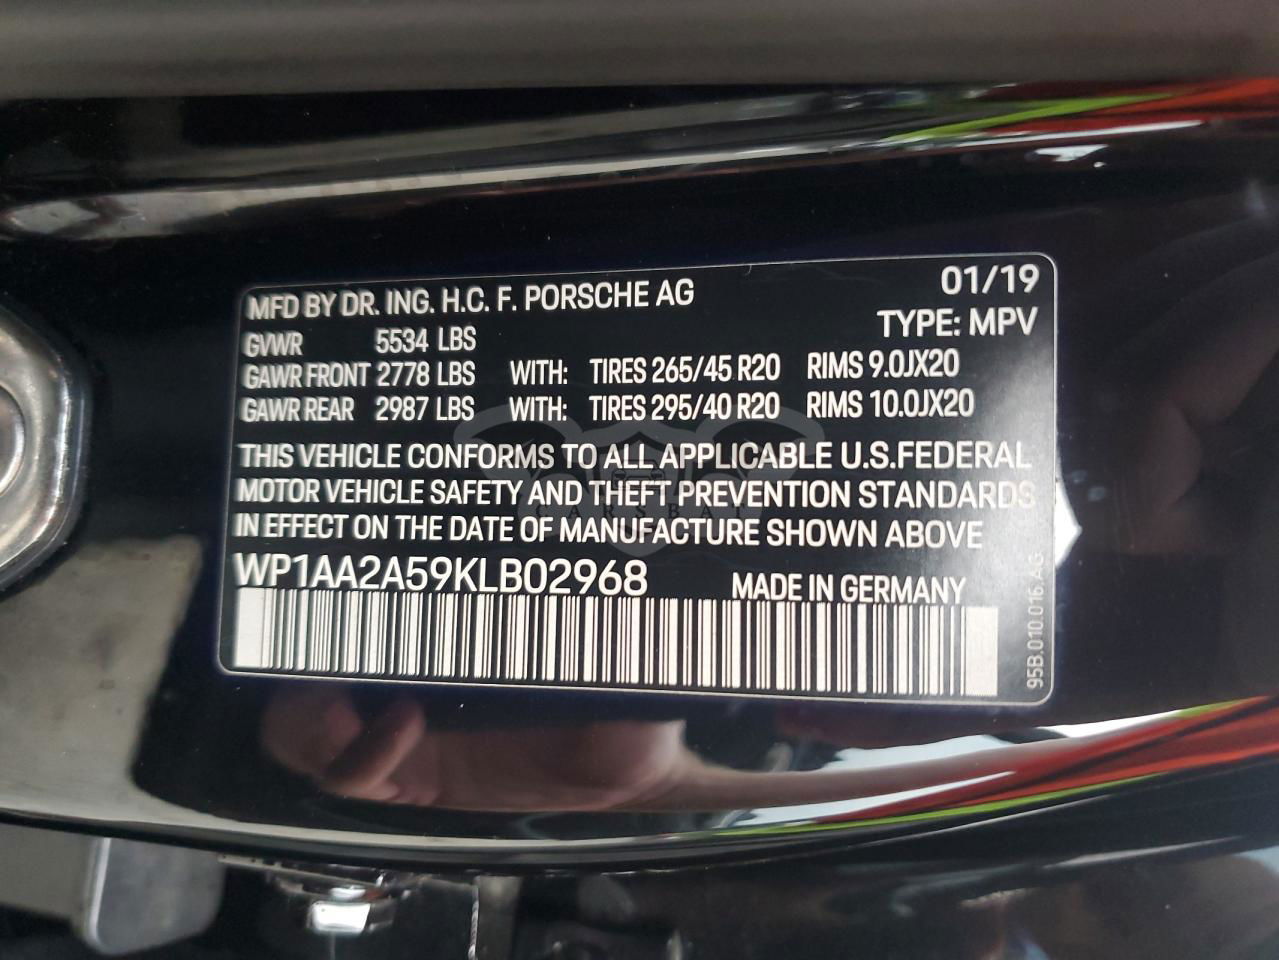 MFD BY DR. ING. H.C. F. PORSCHE AG 01/19
TYPE: MPV
GVWR 5534 LBS
GAWR FRONT 2778 LBS WITH: TIRES 265/45 R20 RIMS 9.0JX20
GAWR REAR 2987 LBS WITH: TIRES 295/40 R20 RIMS 10.0JX20
THIS VEHICLE CONFORMS TO ALL APPLICABLE U.S.FEDERAL
MOTOR VEHICLE SAFETY AND THEFT PREVENTION STANDARDS
CARSBAT
IN EFFECT ON THE DATE OF MANUFACTURE SHOWN ABOVE
WP1AA2A59KLB02968 MADE IN GERMANY
95B.010.016.AG